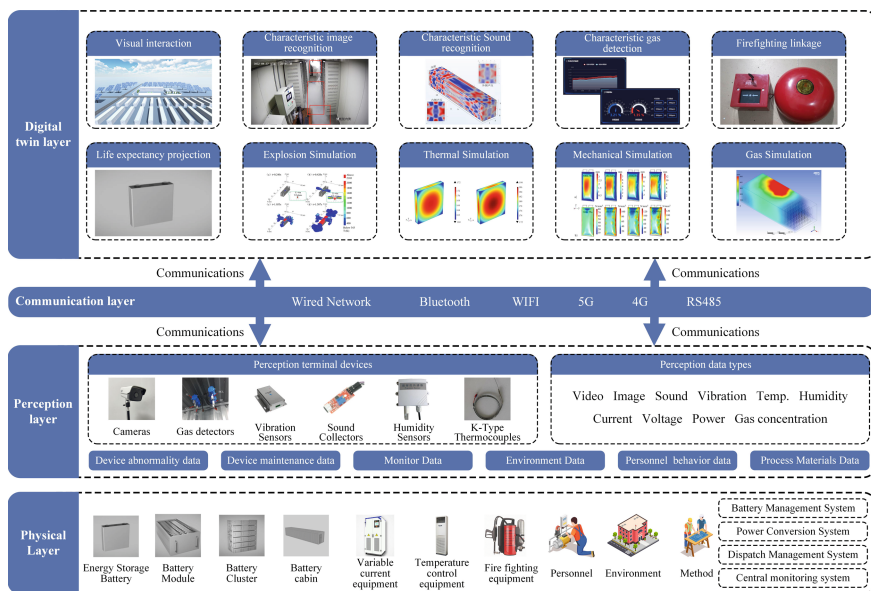 Visual interaction
Characteristic image
recognition
Characteristic Sound
recognition
Characteristic gas
detection
Firefighting linkage
Digital
twin layer
Life expectancy projection
Explosion Simulation
Thermal Simulation
Mechanical Simulation
Gas Simulation
Communications
Communications
Communication layer
Wired Network
Bluetooth
WIFI
5G
4G
RS485
Communications
Communications
Perception
layer
Perception terminal devices
Cameras
Gas detectors
Vibration
Sensors
Sound
Collectors
Humidity
Sensors
K-Type
Thermocouples
Perception data types
Video Image Sound Vibration Temp. Humidity
Current Voltage Power Gas concentration
Device abnormality data
Device maintenance data
Monitor Data
Environment Data
Personnel behavior data
Process Materials Data
Physical
Layer
Energy Storage
Battery
Battery
Module
Battery
Cluster
Battery
cabin
Variable
current
equipment
Temperature
control
equipment
Fire fighting
equipment
Personnel
Environment
Method
Battery Management System
Power Conversion System
Dispatch Management System
Central monitoring system